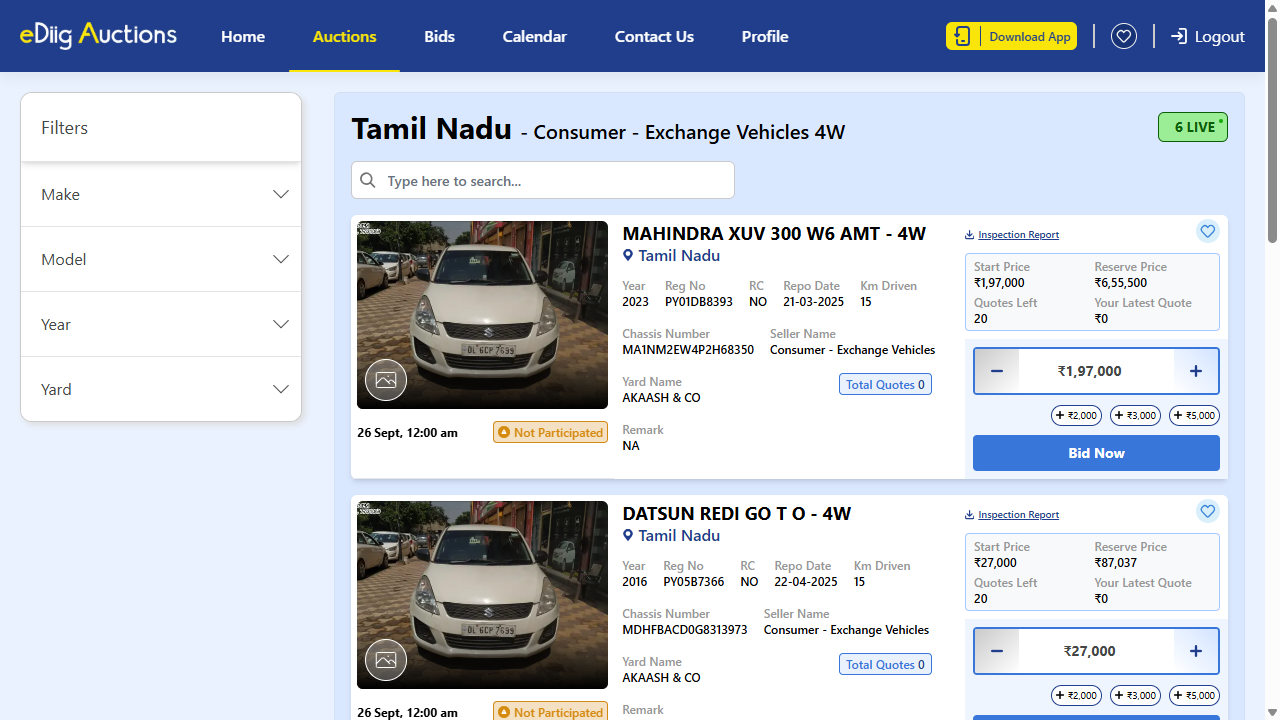 eDiig Auctions
Home
Auctions
Bids
Calendar
Contact Us
Profile
Download App
Logout
Filters
Make
Model
Year
Yard
Tamil Nadu - Consumer - Exchange Vehicles 4W
6 LIVE
Type here to search...
DL 6CP 7699
26 Sept, 12:00 am
Not Participated
MAHINDRA XUV 300 W6 AMT - 4W
Tamil Nadu
Year Reg No RC Repo Date Km Driven
2023 PY01DB8393 NO 21-03-2025 15
Chassis Number Seller Name
MA1NM2EW4P2H68350 Consumer - Exchange Vehicles
Yard Name
AKAASH & CO
Total Quotes 0
Remark
NA
Inspection Report
Start Price Reserve Price
₹1,97,000 ₹6,55,500
Quotes Left Your Latest Quote
20 ₹0
− ₹1,97,000 +
+ ₹2,000 + ₹3,000 + ₹5,000
Bid Now
DL 6CP 7699
26 Sept, 12:00 am
Not Participated
DATSUN REDI GO T O - 4W
Tamil Nadu
Year Reg No RC Repo Date Km Driven
2016 PY05B7366 NO 22-04-2025 15
Chassis Number Seller Name
MDHFBACD0G8313973 Consumer - Exchange Vehicles
Yard Name
AKAASH & CO
Total Quotes 0
Remark
Inspection Report
Start Price Reserve Price
₹27,000 ₹87,037
Quotes Left Your Latest Quote
20 ₹0
− ₹27,000 +
+ ₹2,000 + ₹3,000 + ₹5,000